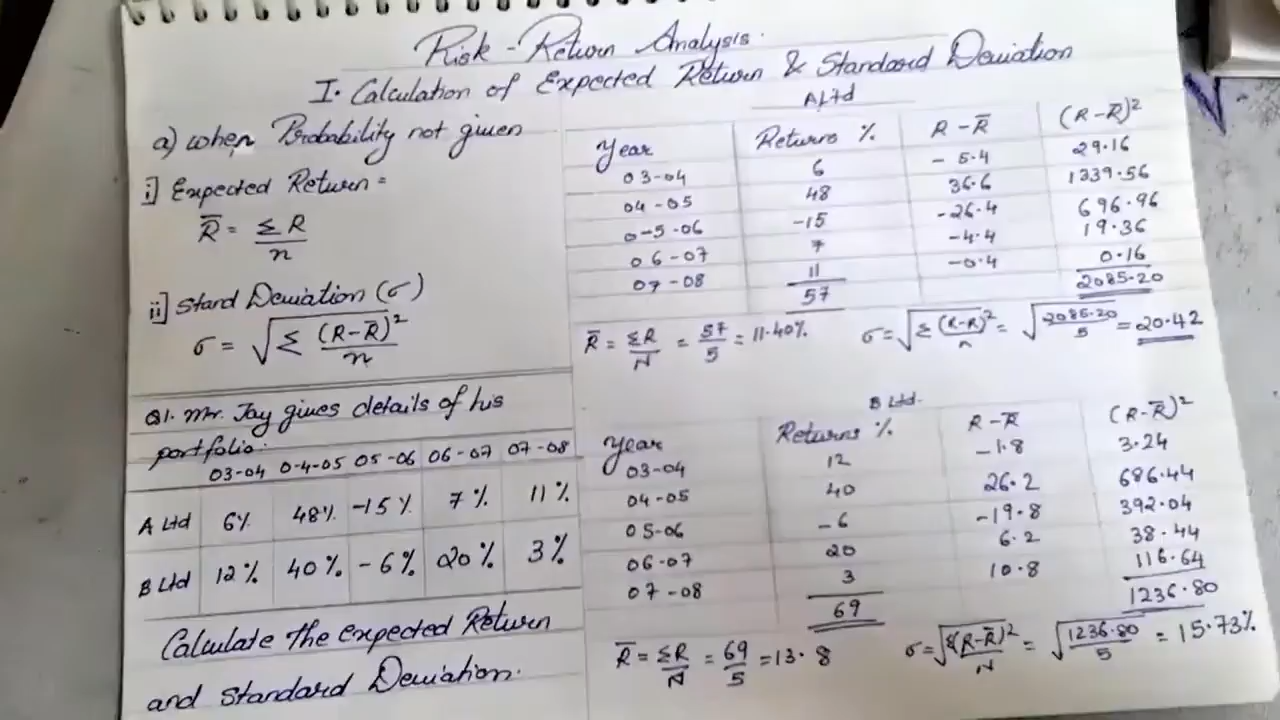 Risk - Return Analysis.
I. Calculation of Expected Return & Standard Deviation
a) when Probability not given
i] Expected Return =
R̅ = ΣR / n
ii] Stand Deviation (σ)
σ = √Σ (R-R̅)² / n
Q1. Mr. Jay gives details of his
portfolio:
03-04 0-4-05 05-06 06-07 07-08
A Ltd 6% 48% -15% 7% 11%
B Ltd 12% 40% -6% 20% 3%
Calculate the expected Return
and Standard Deviation.
A Ltd
Year Returns % R-R̅ (R-R̅)²
03-04 6 -5.4 29.16
04-05 48 36.6 1339.56
0-5-06 -15 -26.4 696.96
06-07 7 -4.4 19.36
07-08 11 -0.4 0.16
57 2085.20
R̅ = ΣR / N = 57 / 5 = 11.40% σ = √Σ(R-R)² / n = √2085.20 / 5 = 20.42
B Ltd.
Year Returns % R-R̅ (R-R̅)²
03-04 12 -1.8 3.24
04-05 40 26.2 686.44
05-06 -6 -19.8 392.04
06-07 20 6.2 38.44
07-08 3 10.8 116.64
69 1236.80
R̅ = ΣR / N = 69 / 5 = 13.8 σ = √Σ(R-R̅)² / N = √1236.80 / 5 = 15.73%